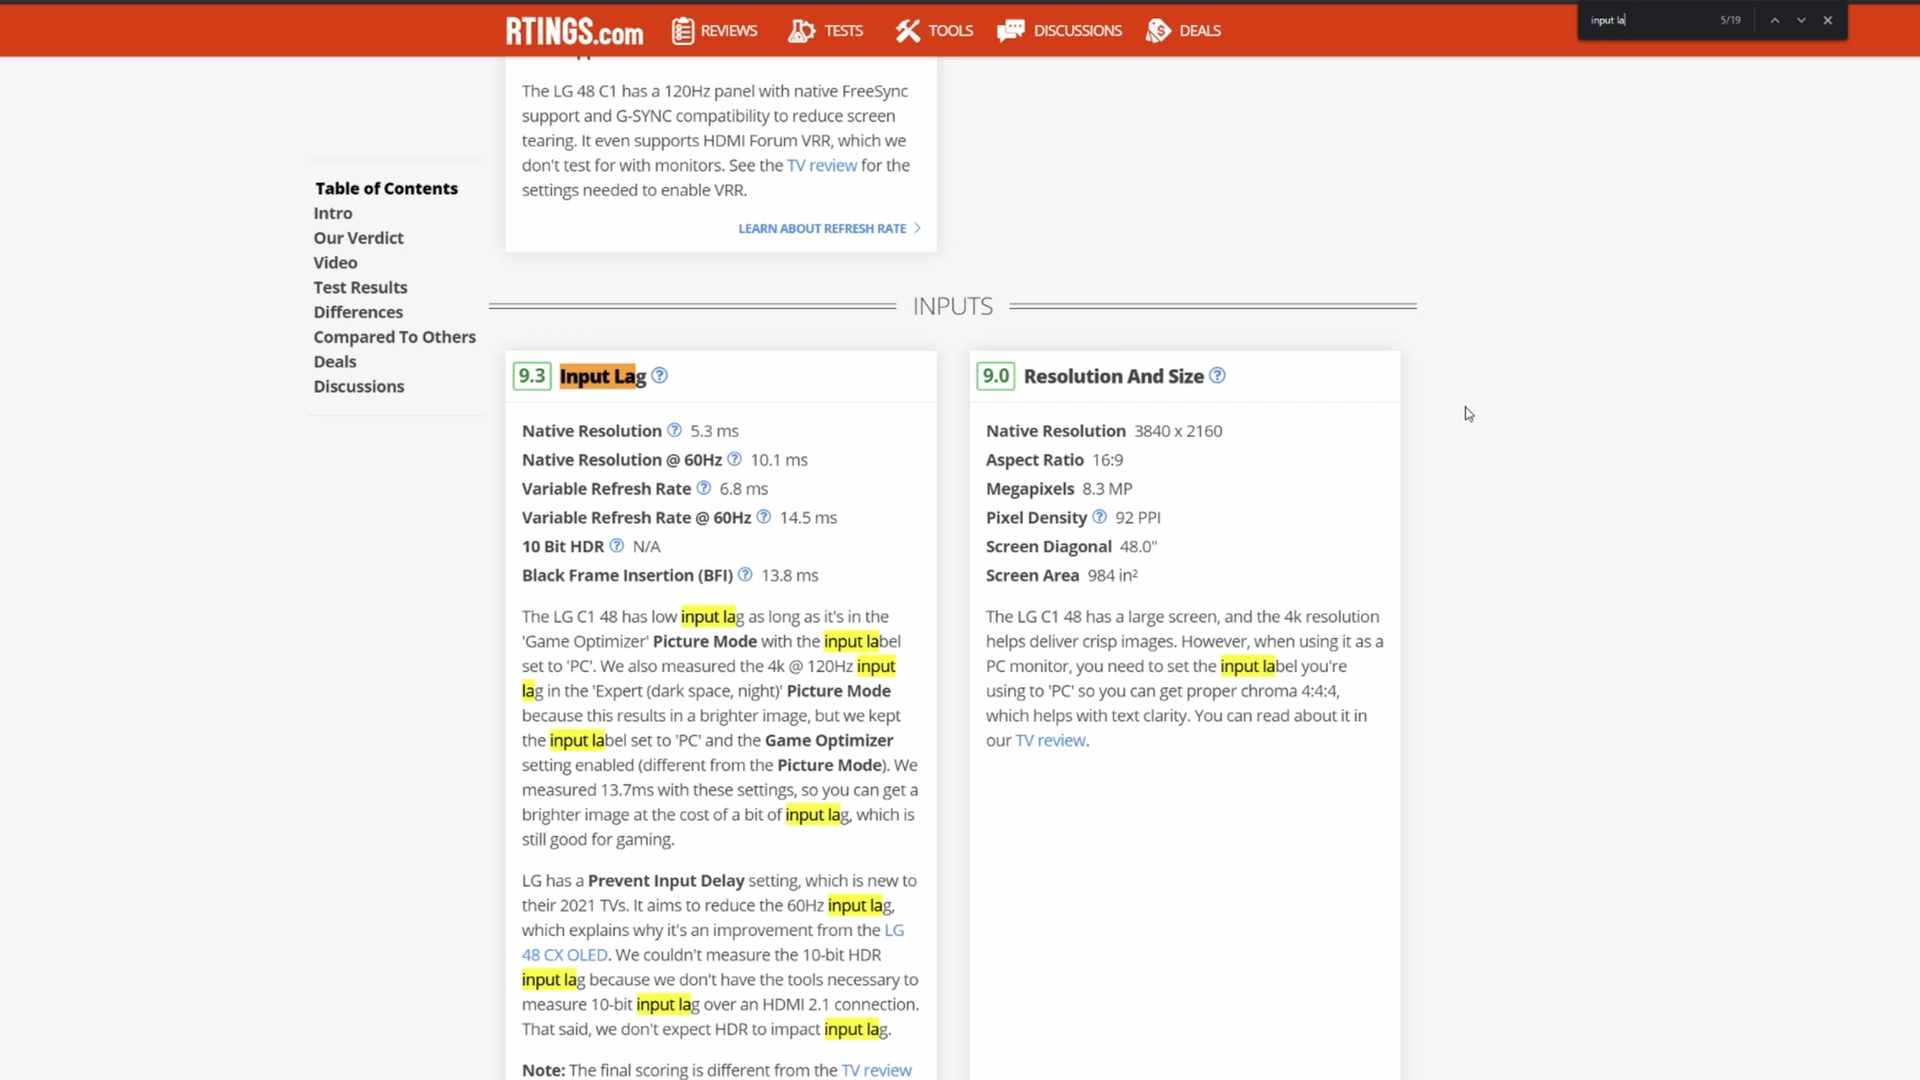 RTINGS.com
REVIEWS
TESTS
TOOLS
DISCUSSIONS
DEALS
input la
5/19
The LG 48 C1 has a 120Hz panel with native FreeSync
support and G-SYNC compatibility to reduce screen
tearing. It even supports HDMI Forum VRR, which we
don't test for with monitors. See the TV review for the
settings needed to enable VRR.
LEARN ABOUT REFRESH RATE
Table of Contents
Intro
Our Verdict
Video
Test Results
Differences
Compared To Others
Deals
Discussions
INPUTS
9.3 Input Lag ?
Native Resolution ? 5.3 ms
Native Resolution @ 60Hz ? 10.1 ms
Variable Refresh Rate ? 6.8 ms
Variable Refresh Rate @ 60Hz ? 14.5 ms
10 Bit HDR ? N/A
Black Frame Insertion (BFI) ? 13.8 ms
The LG C1 48 has low input lag as long as it's in the
'Game Optimizer' Picture Mode with the input label
set to 'PC'. We also measured the 4k @ 120Hz input
lag in the 'Expert (dark space, night)' Picture Mode
because this results in a brighter image, but we kept
the input label set to 'PC' and the Game Optimizer
setting enabled (different from the Picture Mode). We
measured 13.7ms with these settings, so you can get a
brighter image at the cost of a bit of input lag, which is
still good for gaming.
LG has a Prevent Input Delay setting, which is new to
their 2021 TVs. It aims to reduce the 60Hz input lag,
which explains why it's an improvement from the LG
48 CX OLED. We couldn't measure the 10-bit HDR
input lag because we don't have the tools necessary to
measure 10-bit input lag over an HDMI 2.1 connection.
That said, we don't expect HDR to impact input lag.
Note: The final scoring is different from the TV review
9.0 Resolution And Size ?
Native Resolution 3840 x 2160
Aspect Ratio 16:9
Megapixels 8.3 MP
Pixel Density ? 92 PPI
Screen Diagonal 48.0"
Screen Area 984 in²
The LG C1 48 has a large screen, and the 4k resolution
helps deliver crisp images. However, when using it as a
PC monitor, you need to set the input label you're
using to 'PC' so you can get proper chroma 4:4:4,
which helps with text clarity. You can read about it in
our TV review.